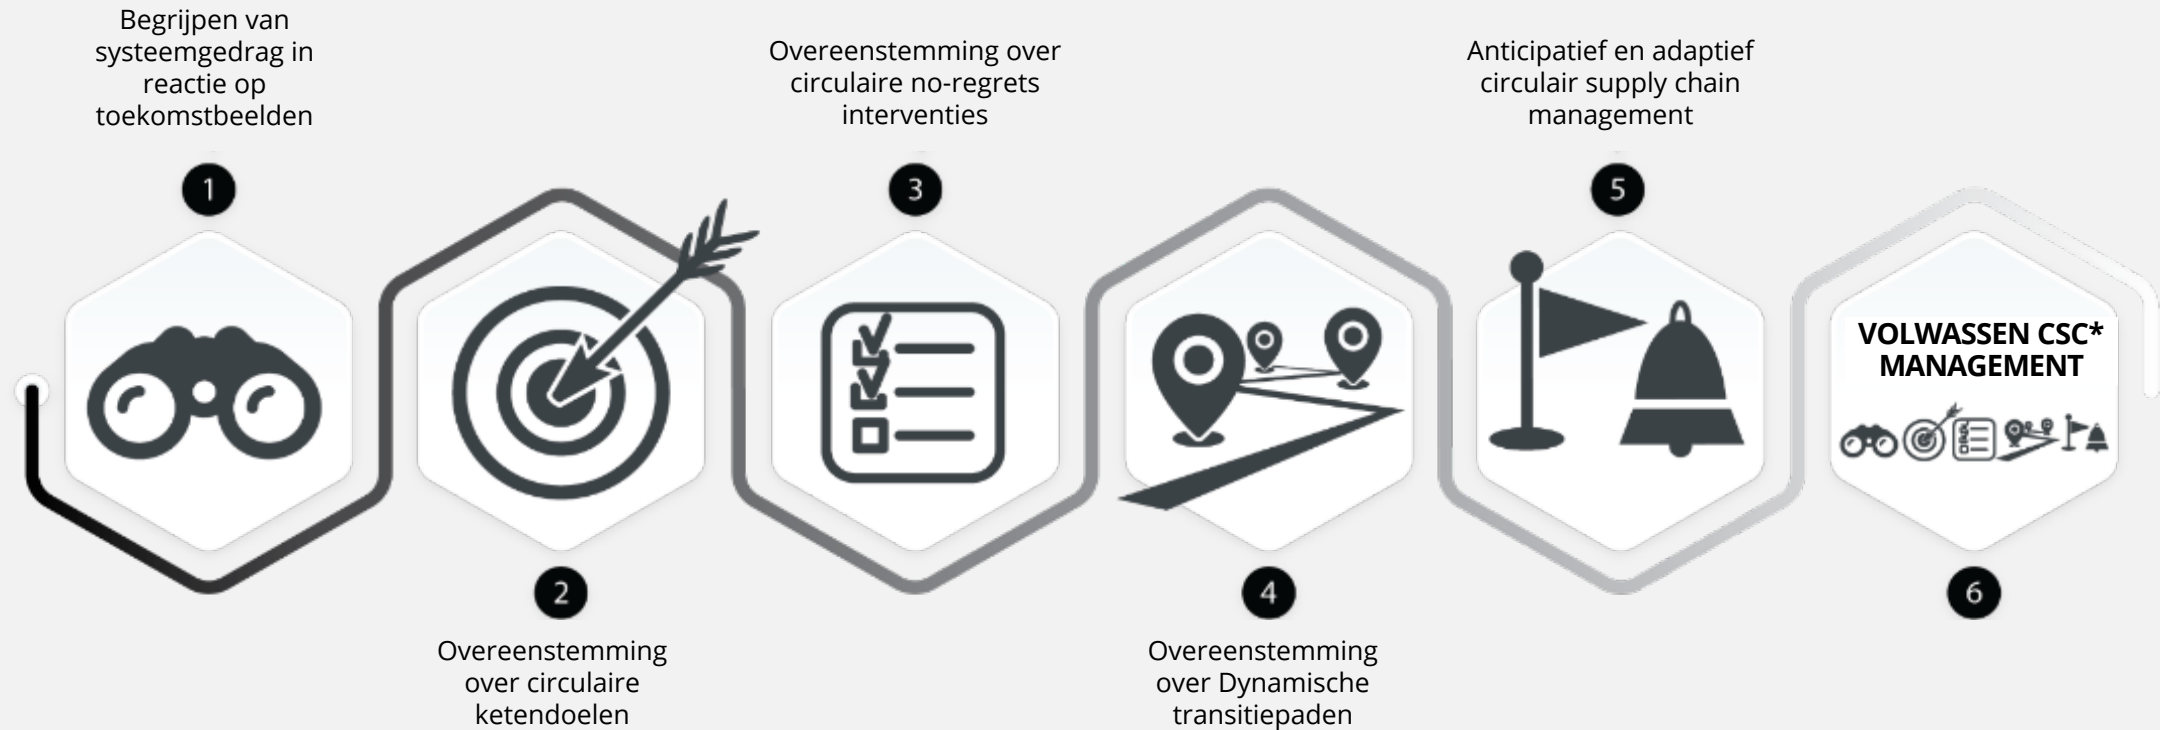 Begrijpen van
systeemgedrag in
reactie op
toekomstbeelden
1
2
Overeenstemming
over circulaire
ketendoelen
Overeenstemming over
circulaire no-regrets
interventies
3
4
Overeenstemming
over Dynamische
transitiepaden
Anticipatief en adaptief
circulair supply chain
management
5
VOLWASSEN CSC*
MANAGEMENT
6